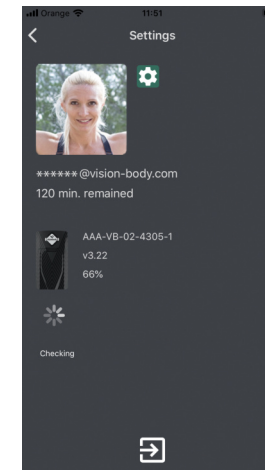 Orange 11:51
Settings
******@vision-body.com
120 min. remained
AAA-VB-02-4305-1
v3.22
66%
Checking